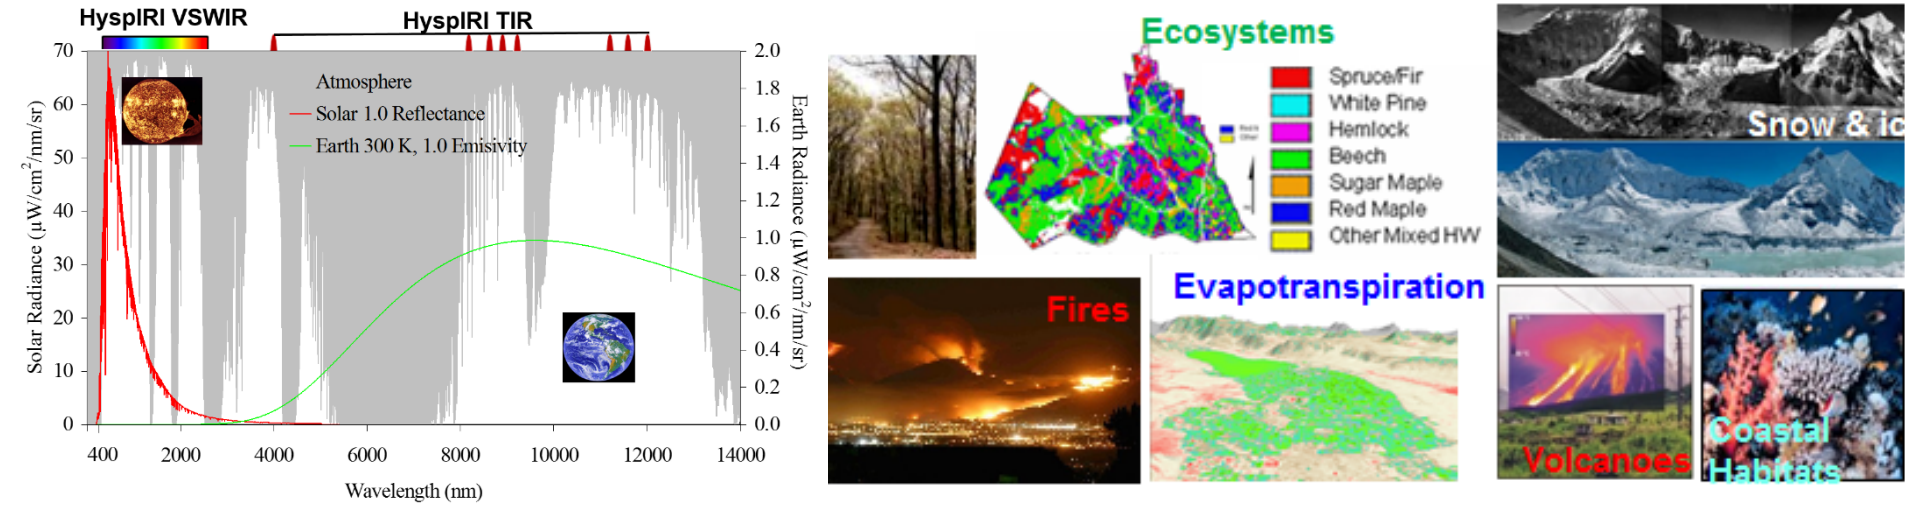 HyspIRI VSWIR
HyspIRI TIR
70
60
50
40
30
20
10
0
Solar Radiance (µW/cm²/nm/sr)
Atmosphere
Solar 1.0 Reflectance
Earth 300 K, 1.0 Emisivity
2.0
1.8
1.6
1.4
1.2
1.0
0.8
0.6
0.4
0.2
0.0
Earth Radiance (µW/cm²/nm/sr)
400 2000 4000 6000 8000 10000 12000 14000
Wavelength (nm)
Ecosystems
Spruce/Fir
White Pine
Hemlock
Beech
Sugar Maple
Red Maple
Other Mixed HW
Snow & ic
Fires
Evapotranspiration
Volcanoes
Coastal
Habitats